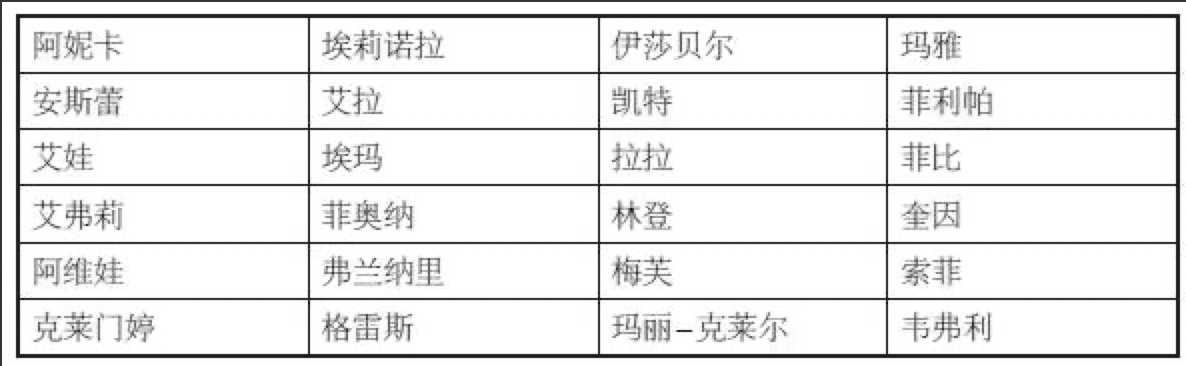 阿妮卡 埃莉诺拉 伊莎贝尔 玛雅
安斯蕾 艾拉 凯特 菲利帕
艾娃 埃玛 拉拉 菲比
艾弗莉 菲奥纳 林登 奎因
阿维娃 弗兰纳里 梅芙 索菲
克莱门婷 格雷斯 玛丽-克莱尔 韦弗利